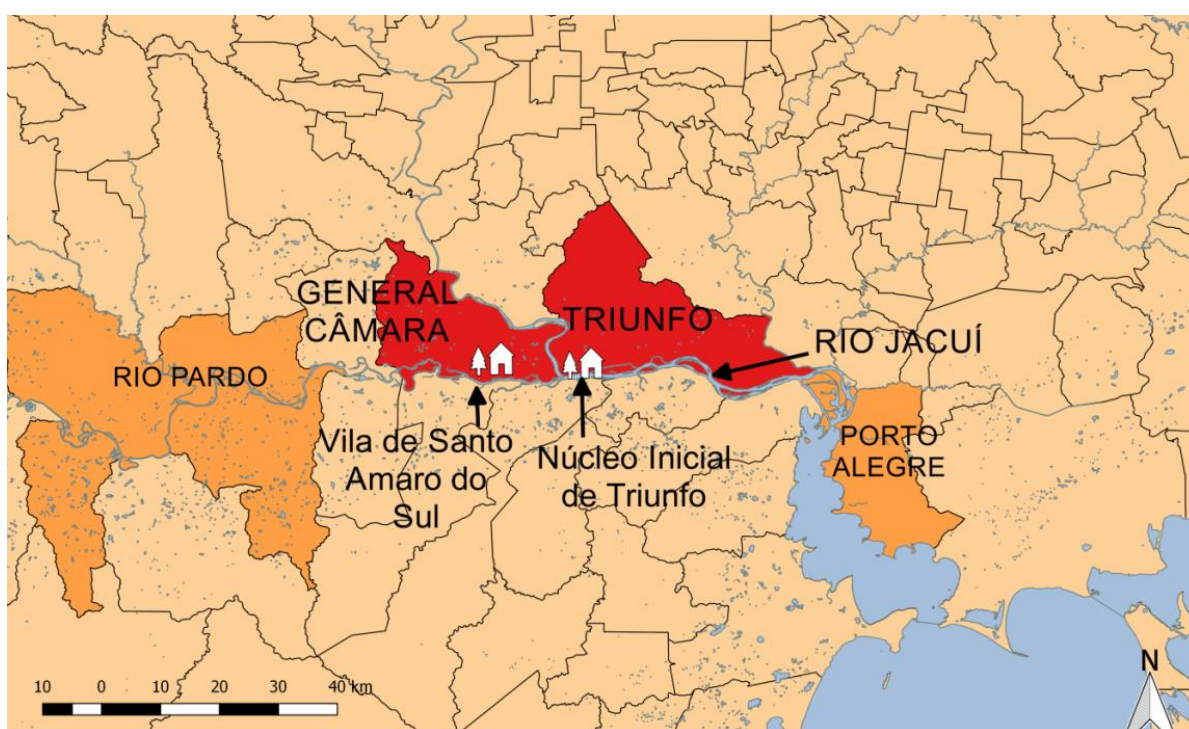 GENERAL
CÂMARA
TRIUNFO
RIO JACUÍ
RIO PARDO
Vila de Santo
Amaro do
Sul
Núcleo Inicial
de Triunfo
PORTO
ALEGRE
N
10 0 10 20 30 40 km